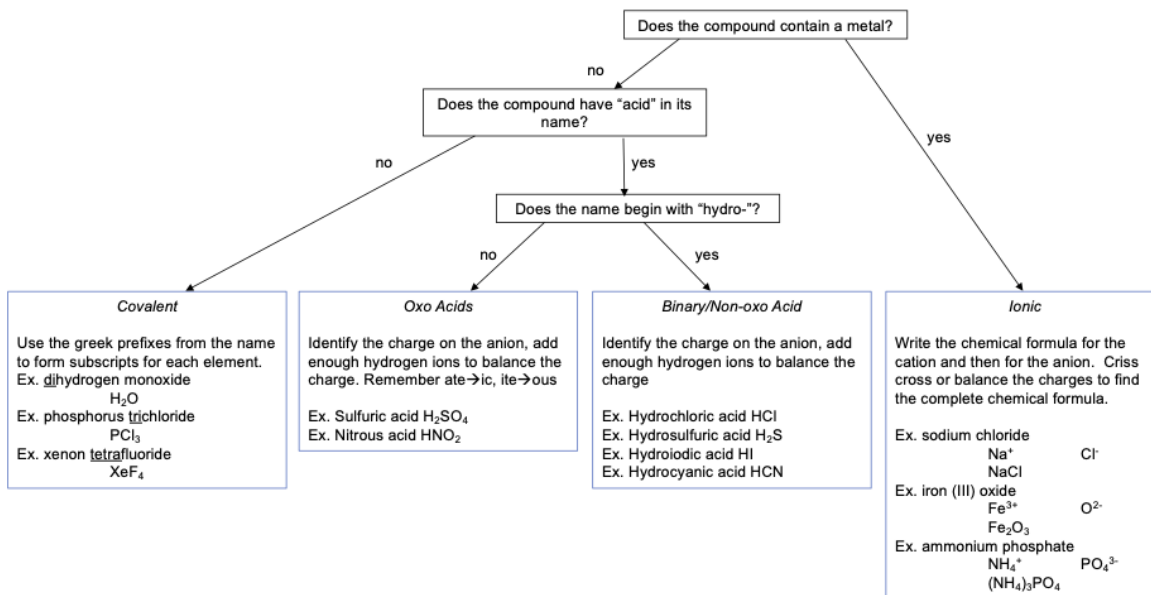 Does the compound contain a metal?
no
yes
Does the compound have “acid” in its
name?
no
yes
Does the name begin with “hydro-”?
no
yes
Covalent
Use the greek prefixes from the name
to form subscripts for each element.
Ex. dihydrogen monoxide
H₂O
Ex. phosphorus trichloride
PCl₃
Ex. xenon tetrafluoride
XeF₄
Oxo Acids
Identify the charge on the anion, add
enough hydrogen ions to balance the
charge. Remember ate→ic, ite→ous
Ex. Sulfuric acid H₂SO₄
Ex. Nitrous acid HNO₂
Binary/Non-oxo Acid
Identify the charge on the anion, add
enough hydrogen ions to balance the
charge
Ex. Hydrochloric acid HCl
Ex. Hydrosulfuric acid H₂S
Ex. Hydroiodic acid HI
Ex. Hydrocyanic acid HCN
Ionic
Write the chemical formula for the
cation and then for the anion. Criss
cross or balance the charges to find
the complete chemical formula.
Ex. sodium chloride
Na⁺ Cl⁻
NaCl
Ex. iron (III) oxide
Fe³⁺ O²⁻
Fe₂O₃
Ex. ammonium phosphate
NH₄⁺ PO₄³⁻
(NH₄)₃PO₄